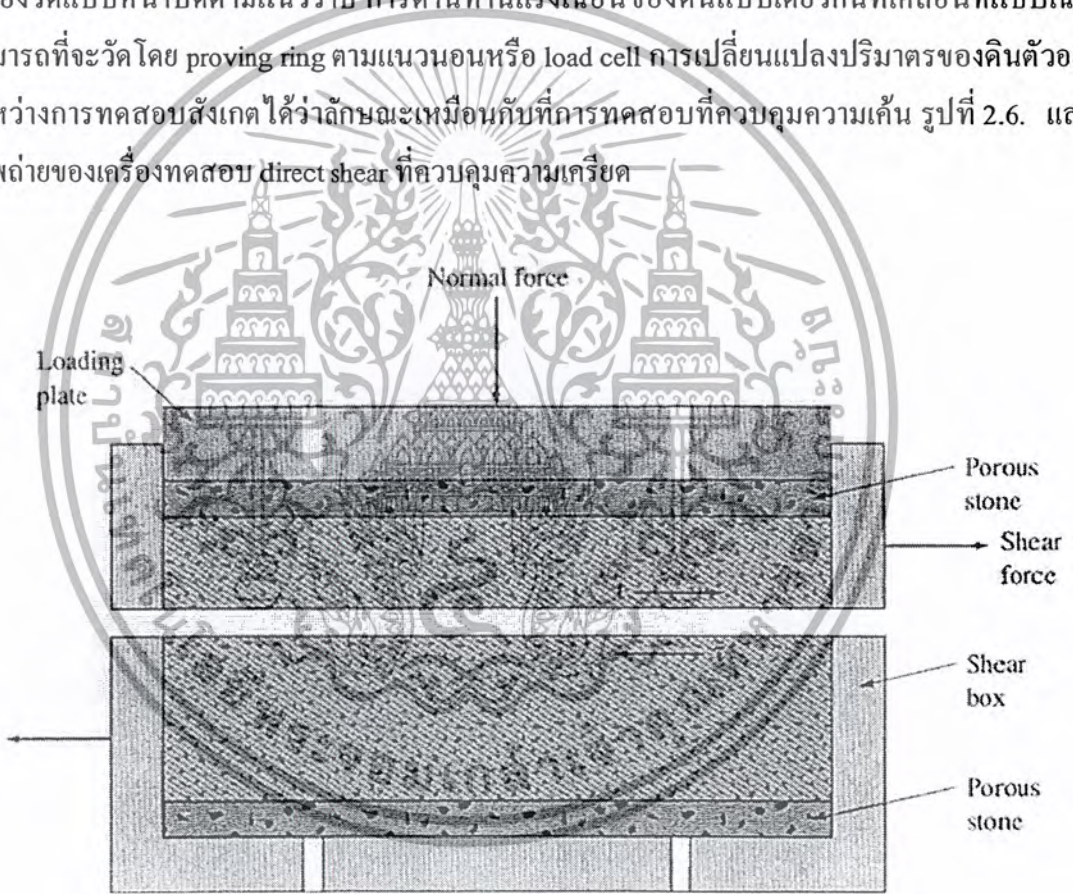 มารถที่จะวัดโดย proving ring ตามแนวนอนหรือ load cell การเปลี่ยนแปลงปริมาตรของดินตัวอ
หว่างการทดสอบสังเกตได้ว่าลักษณะเหมือนกับที่การทดสอบที่ควบคุมความเค้น รูปที่ 2.6. แล
พถ่ายของเครื่องทดสอบ direct shear ที่ควบคุมความเครียด
Normal force
Loading
plate
Porous
stone
Shear
force
τ
τ
Shear
box
Porous
stone